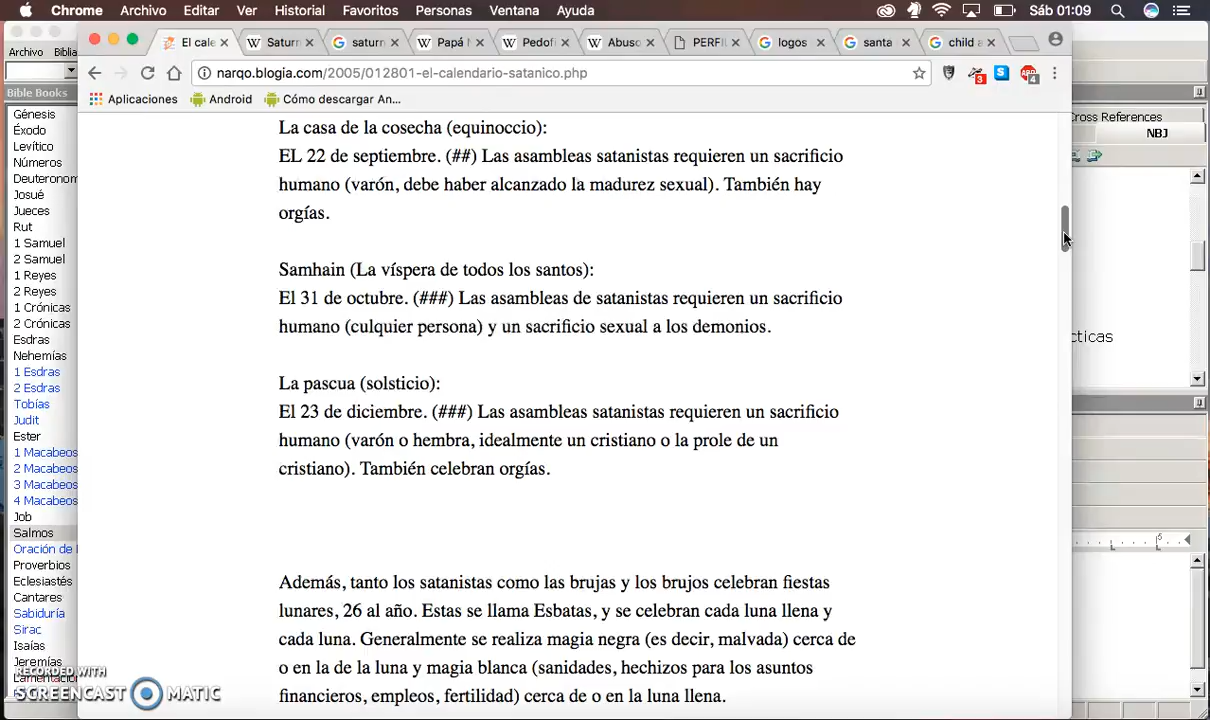 Chrome Archivo Editar Ver Historial Favoritos Personas Ventana Ayuda Sáb 01:09
Archivo Biblia
El cale Saturn saturn Papá N Pedofi Abuso PERFIL logos santa child a
narqo.blogia.com/2005/012801-el-calendario-satanico.php
Aplicaciones Android Cómo descargar An...
3
4
Bible Books
Génesis
Éxodo
Levítico
Números
Deuteronom
Josué
Jueces
Rut
1 Samuel
2 Samuel
1 Reyes
2 Reyes
1 Crónicas
2 Crónicas
Esdras
Nehemías
1 Esdras
2 Esdras
Tobías
Judit
Ester
1 Macabeos
2 Macabeos
3 Macabeos
4 Macabeos
Job
Salmos
Oración de
Proverbios
Eclesiastés
Cantares
Sabiduría
Sirac
Isaías
Jeremías
Lamentacion
La casa de la cosecha (equinoccio):
EL 22 de septiembre. (##) Las asambleas satanistas requieren un sacrificio
humano (varón, debe haber alcanzado la madurez sexual). También hay
orgías.
Samhain (La víspera de todos los santos):
El 31 de octubre. (###) Las asambleas de satanistas requieren un sacrificio
humano (culquier persona) y un sacrificio sexual a los demonios.
La pascua (solsticio):
El 23 de diciembre. (###) Las asambleas satanistas requieren un sacrificio
humano (varón o hembra, idealmente un cristiano o la prole de un
cristiano). También celebran orgías.
Además, tanto los satanistas como las brujas y los brujos celebran fiestas
lunares, 26 al año. Estas se llama Esbatas, y se celebran cada luna llena y
cada luna. Generalmente se realiza magia negra (es decir, malvada) cerca de
o en la de la luna y magia blanca (sanidades, hechizos para los asuntos
financieros, empleos, fertilidad) cerca de o en la luna llena.
Cross References
NBJ
cticas
5
RECORDED WITH
SCREENCAST MATIC